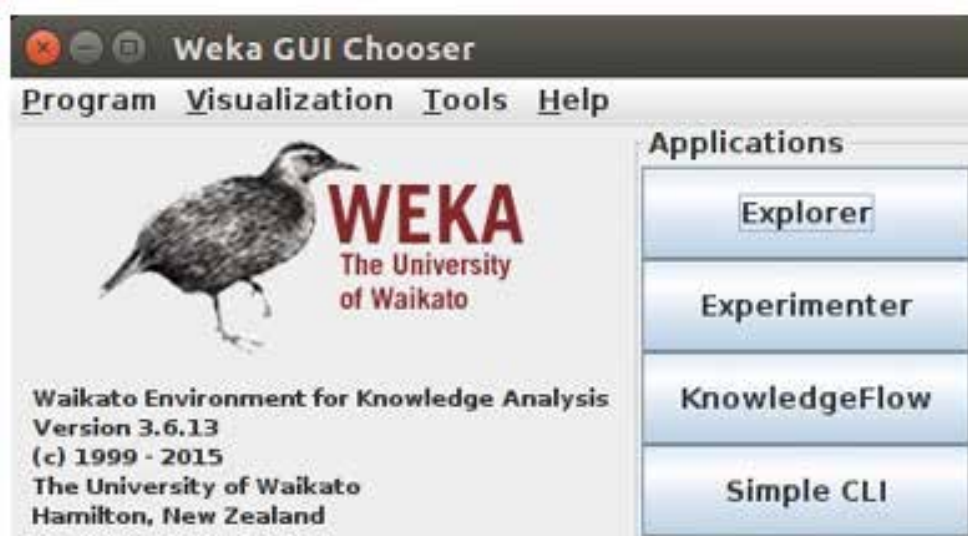 Weka GUI Chooser
Program Visualization Tools Help
WEKA
The University
of Waikato
Waikato Environment for Knowledge Analysis
Version 3.6.13
(c) 1999 - 2015
The University of Waikato
Hamilton, New Zealand
Applications
Explorer
Experimenter
KnowledgeFlow
Simple CLI